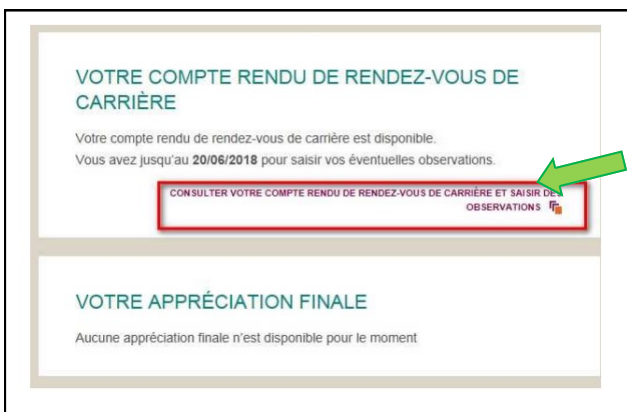 VOTRE COMPTE RENDU DE RENDEZ-VOUS DE
CARRIÈRE
Votre compte rendu de rendez-vous de carrière est disponible.
Vous avez jusqu'au 20/06/2018 pour saisir vos éventuelles observations.
CONSULTER VOTRE COMPTE RENDU DE RENDEZ-VOUS DE CARRIÈRE ET SAISIR DES
OBSERVATIONS
VOTRE APPRÉCIATION FINALE
Aucune appréciation finale n'est disponible pour le moment